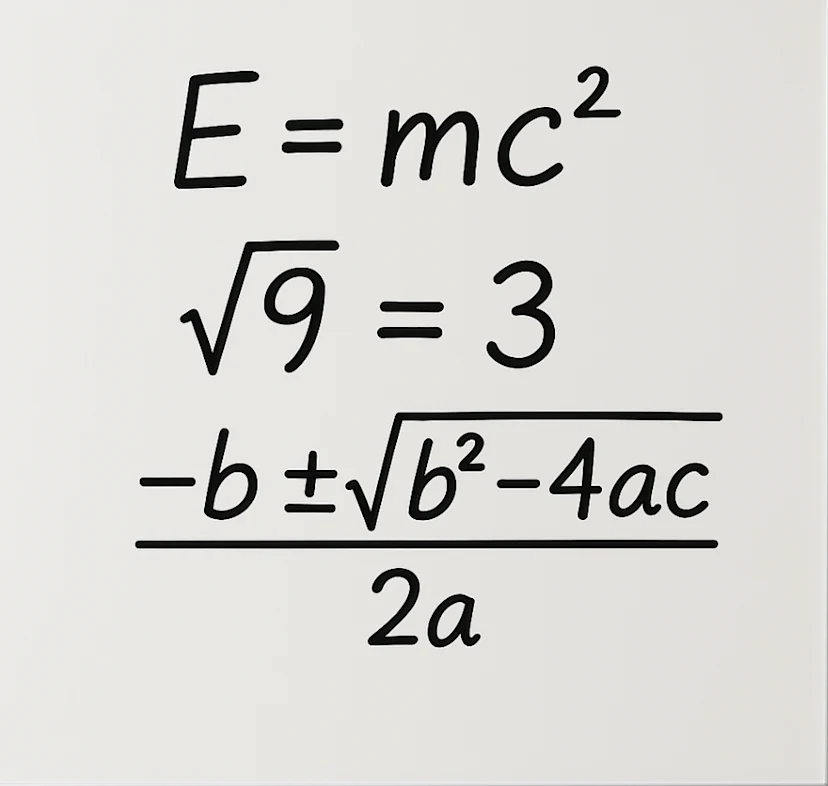 E = mc²
√9 = 3
−b ± √(b² − 4ac)
2a